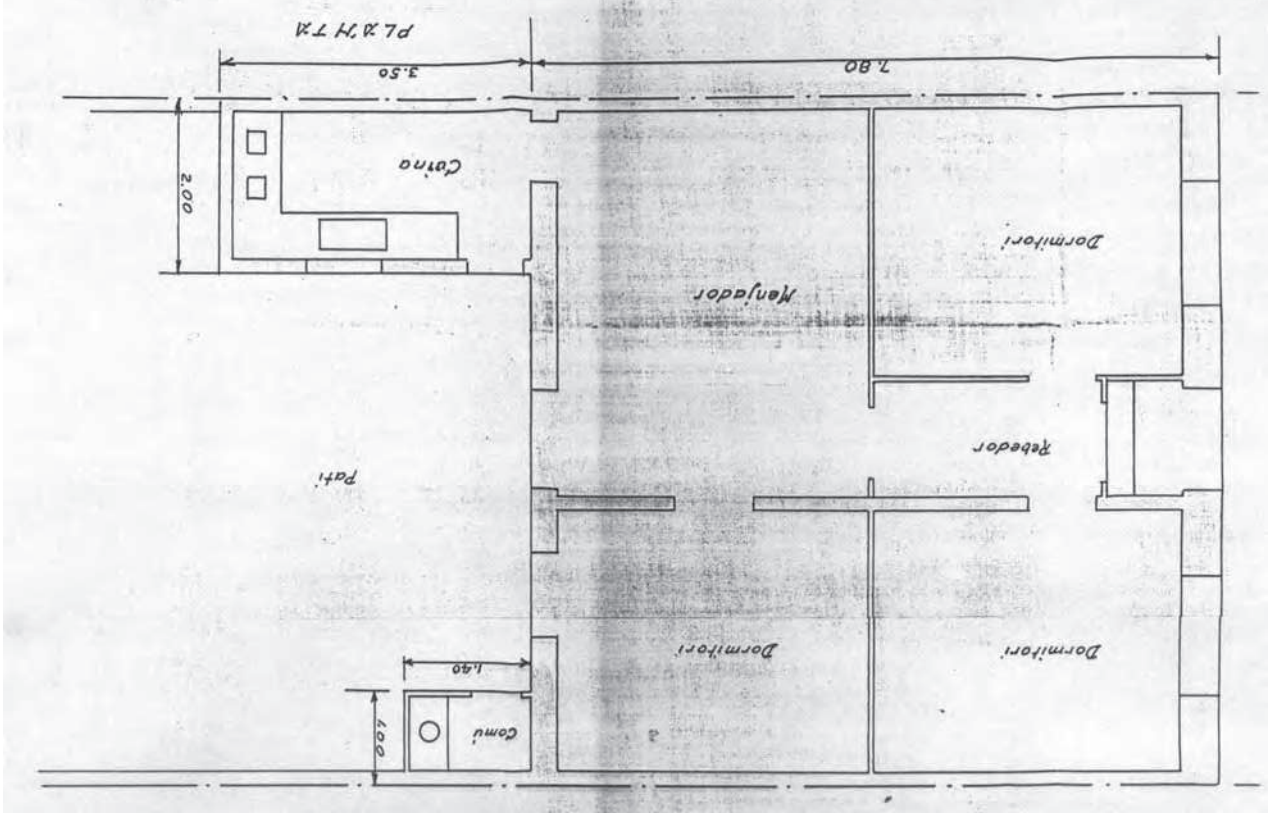 Comú
1.00
1.40
Dormitori
Dormitori
Rebedor
Pati
Dormitori
Menjador
Cuina
2.00
7.80
3.50
PLANTA